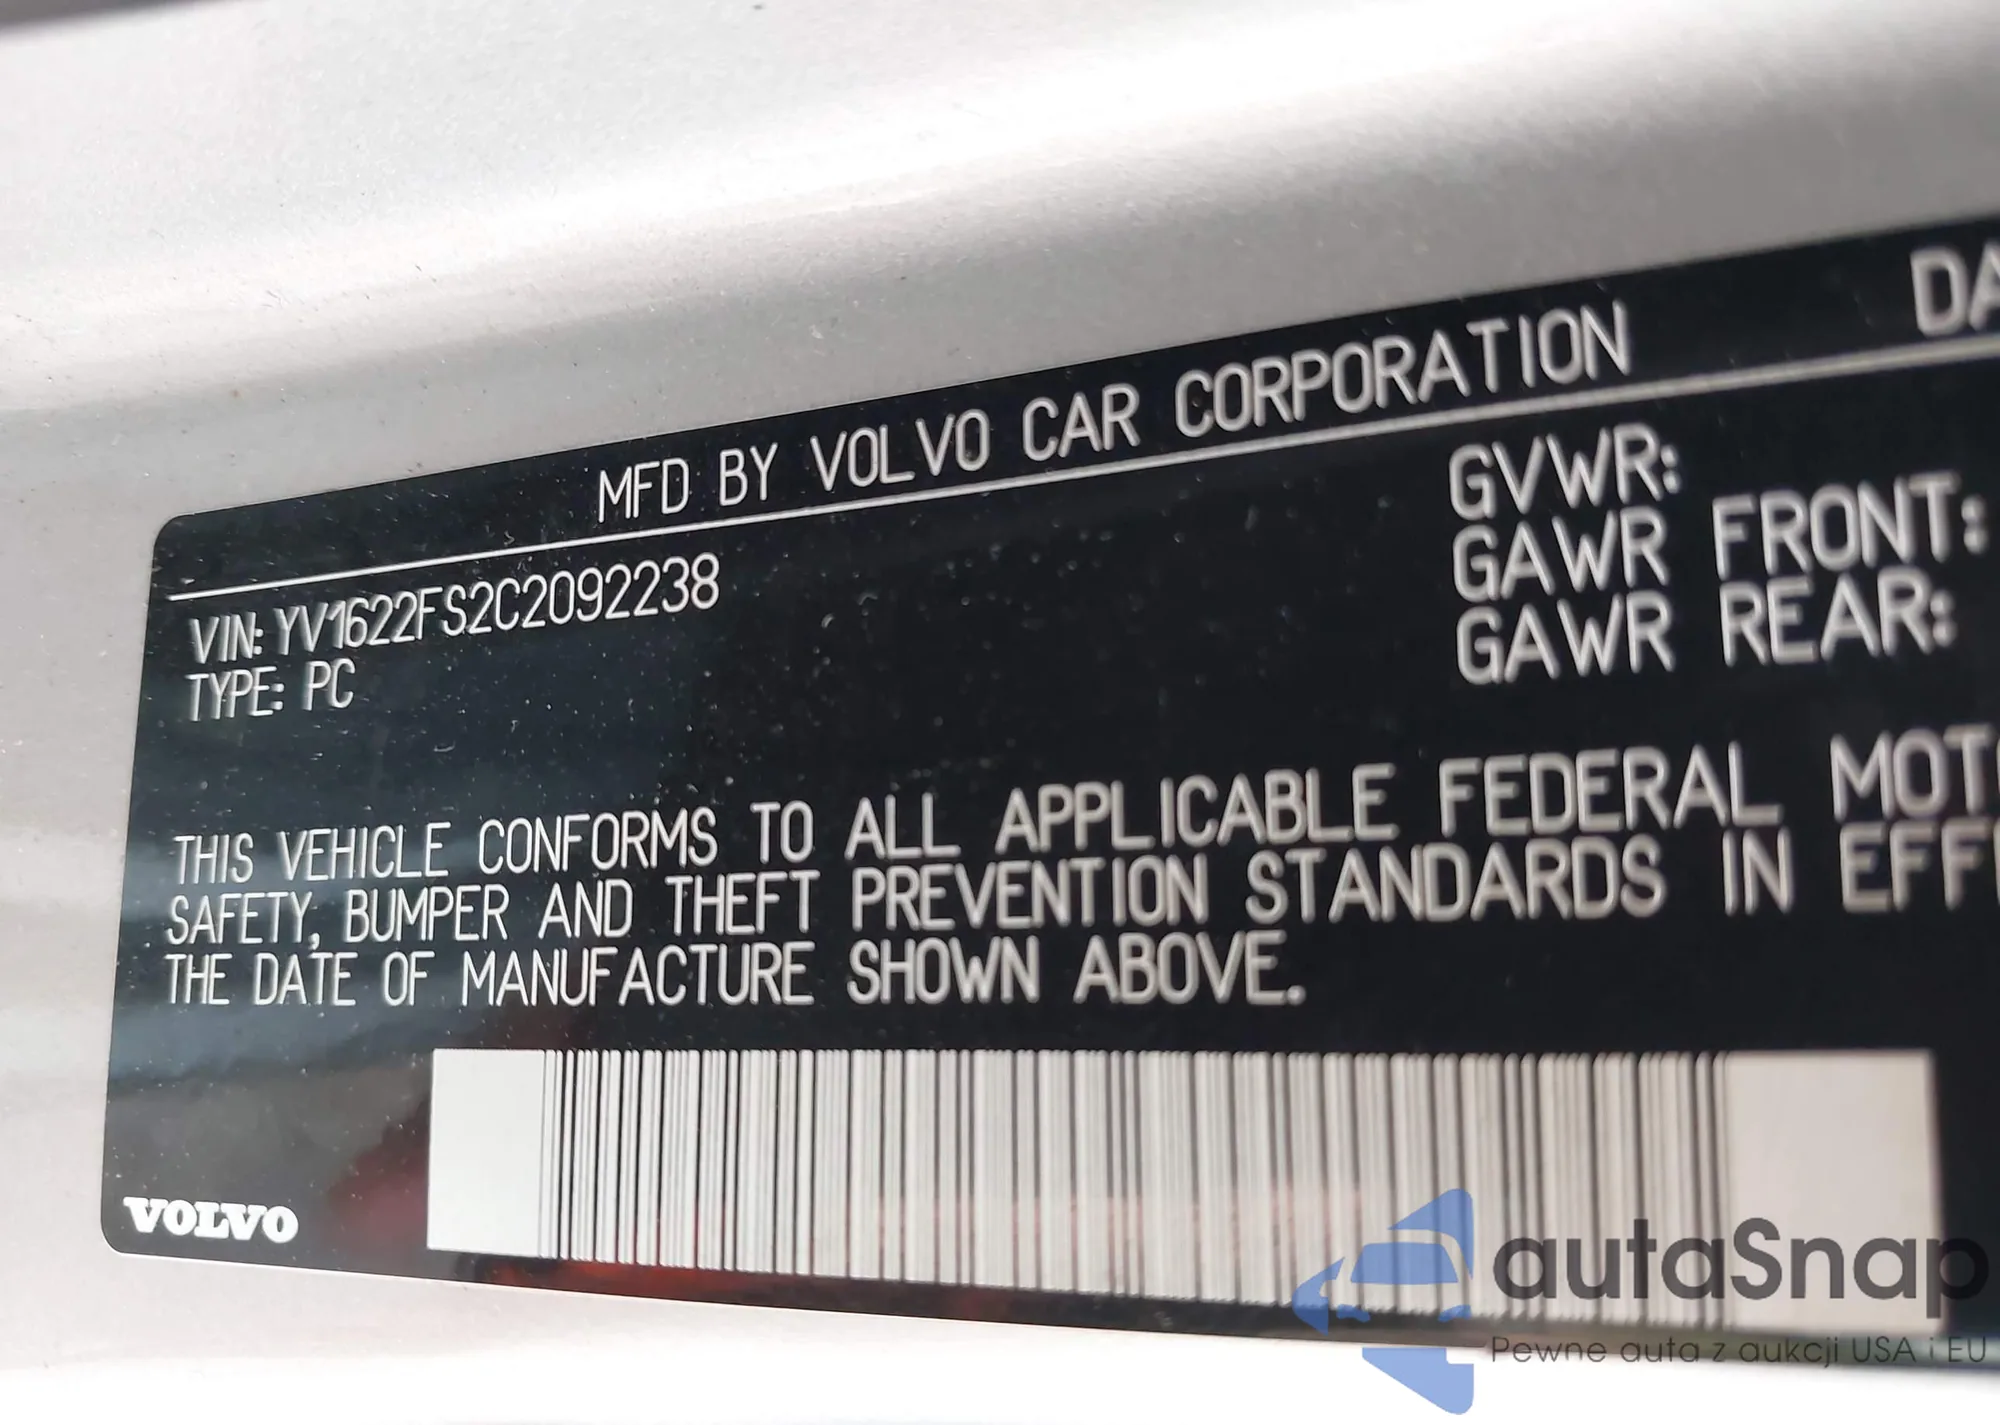 MFD BY VOLVO CAR CORPORATION DA
VIN: YV1622FS2C2092238
TYPE: PC
GVWR:
GAWR FRONT:
GAWR REAR:
THIS VEHICLE CONFORMS TO ALL APPLICABLE FEDERAL MOTO
SAFETY, BUMPER AND THEFT PREVENTION STANDARDS IN EFF
THE DATE OF MANUFACTURE SHOWN ABOVE.
VOLVO
autaSnap
Pewne auta z aukcji USA i EU